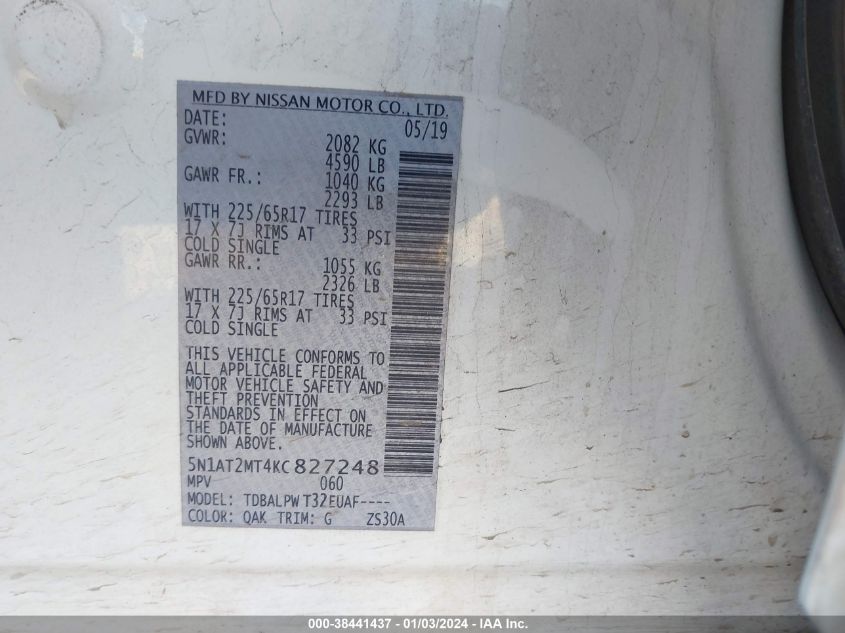 MFD BY NISSAN MOTOR CO., LTD.
DATE: 05/19
GVWR: 2082 KG
4590 LB
GAWR FR.: 1040 KG
2293 LB
WITH 225/65R17 TIRES
17 X 7J RIMS AT 33 PSI
COLD SINGLE
GAWR RR.: 1055 KG
2326 LB
WITH 225/65R17 TIRES
17 X 7J RIMS AT 33 PSI
COLD SINGLE
THIS VEHICLE CONFORMS TO
ALL APPLICABLE FEDERAL
MOTOR VEHICLE SAFETY AND
THEFT PREVENTION
STANDARDS IN EFFECT ON
THE DATE OF MANUFACTURE
SHOWN ABOVE.
5N1AT2MT4KC827248
MPV 060
MODEL: TDBALPW T32EUAF----
COLOR: QAK TRIM: G ZS30A
000-38441437 - 01/03/2024 - IAA Inc.